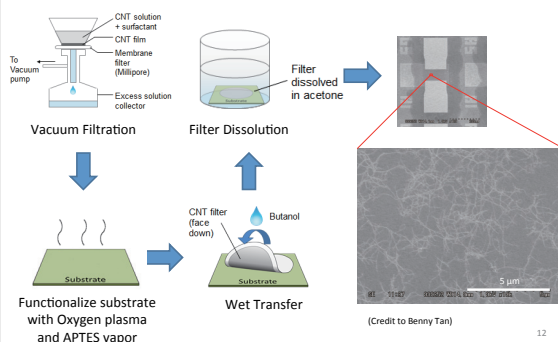 CNT solution
+ surfactant
CNT film
Membrane
filter
(Millipore)
To
Vacuum
pump
Excess solution
collector
Vacuum Filtration
Substrate
Filter
dissolved
in acetone
Filter Dissolution
Substrate
Functionalize substrate
with Oxygen plasma
and APTES vapor
CNT filter
(face
down)
Butanol
Substrate
Wet Transfer
5 μm
(Credit to Benny Tan)
12